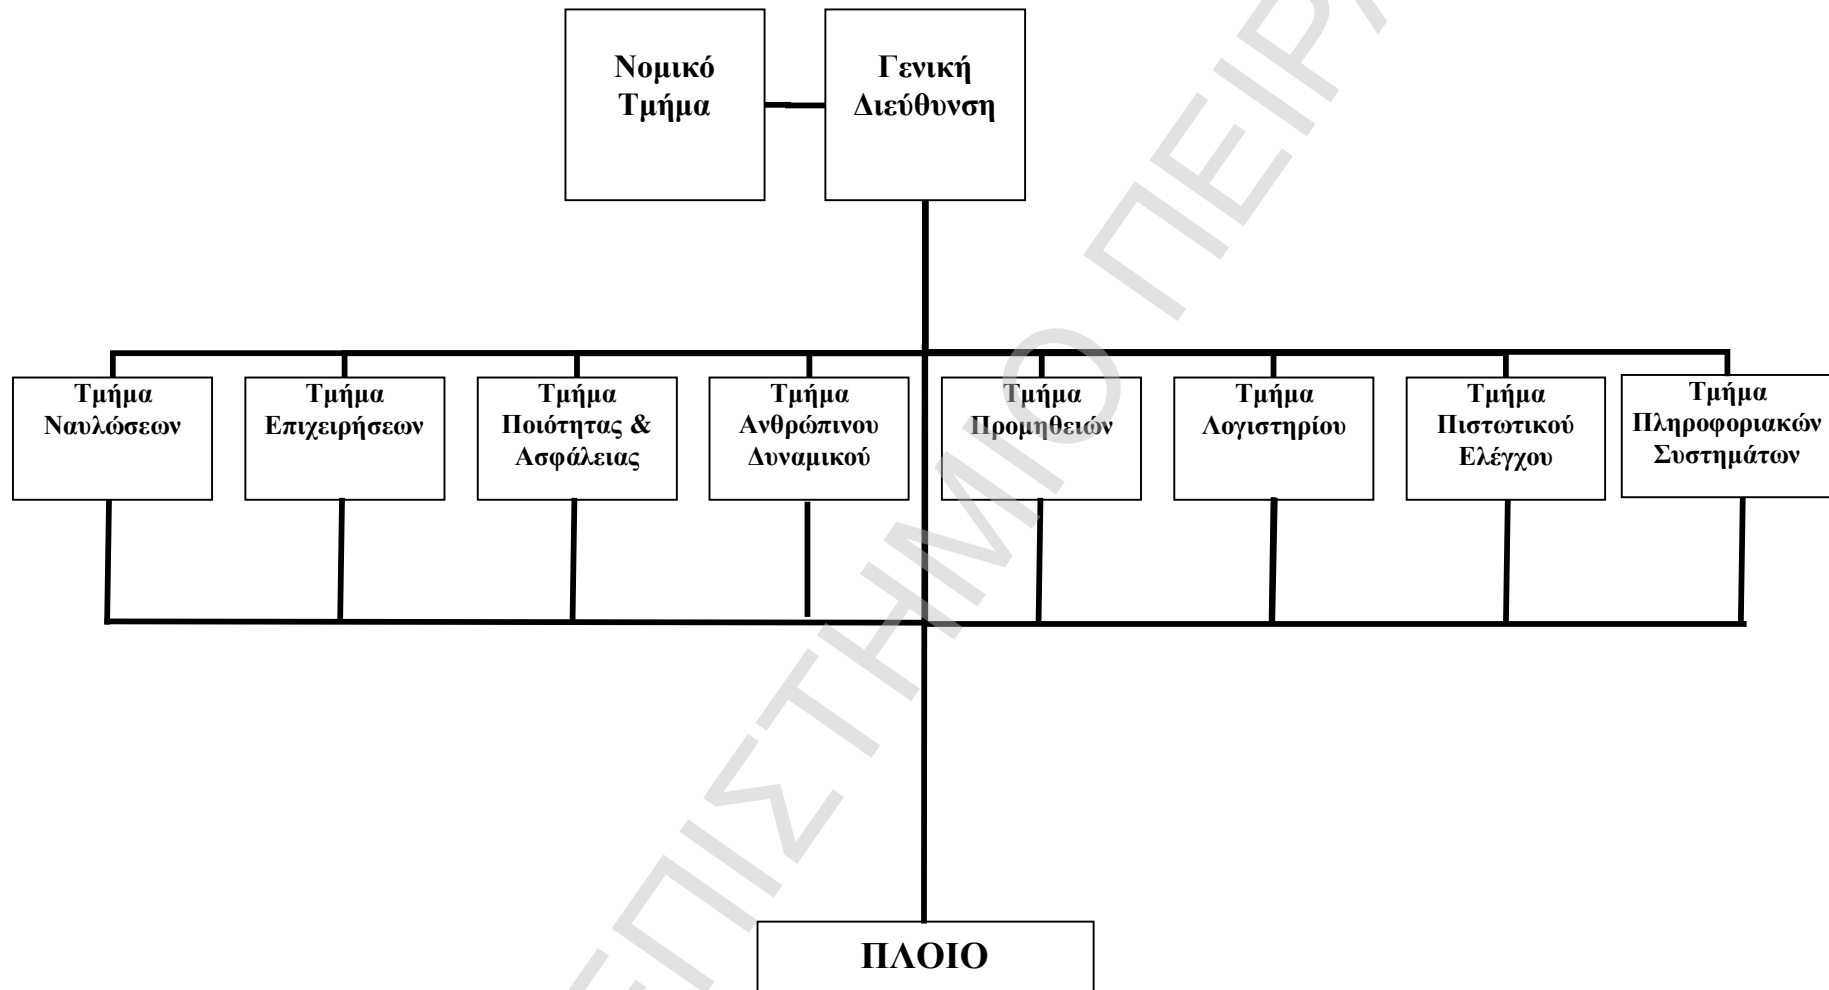 Νομικό
Τμήμα
Γενική
Διεύθυνση
Τμήμα
Ναυλώσεων
Τμήμα
Επιχειρήσεων
Τμήμα
Ποιότητας &
Ασφάλειας
Τμήμα
Ανθρώπινου
Δυναμικού
Τμήμα
Προμηθειών
Τμήμα
Λογιστηρίου
Τμήμα
Πιστωτικού
Ελέγχου
Τμήμα
Πληροφοριακών
Συστημάτων
ΠΛΟΙΟ